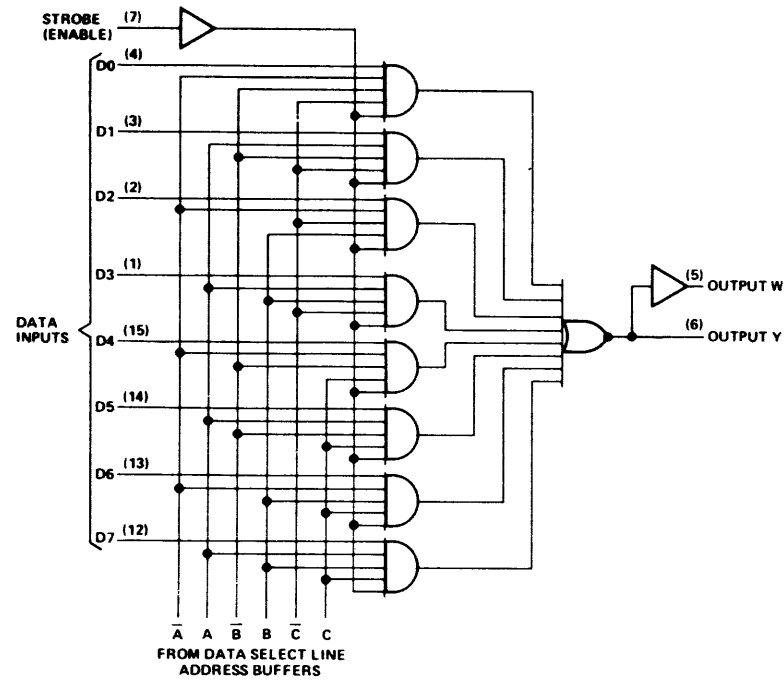 STROBE (7)
(ENABLE)
D0 (4)
D1 (3)
D2 (2)
D3 (1)
DATA
INPUTS
D4 (15)
D5 (14)
D6 (13)
D7 (12)
(5) OUTPUT W
(6) OUTPUT Y
A̅ A B̅ B C̅ C
FROM DATA SELECT LINE
ADDRESS BUFFERS